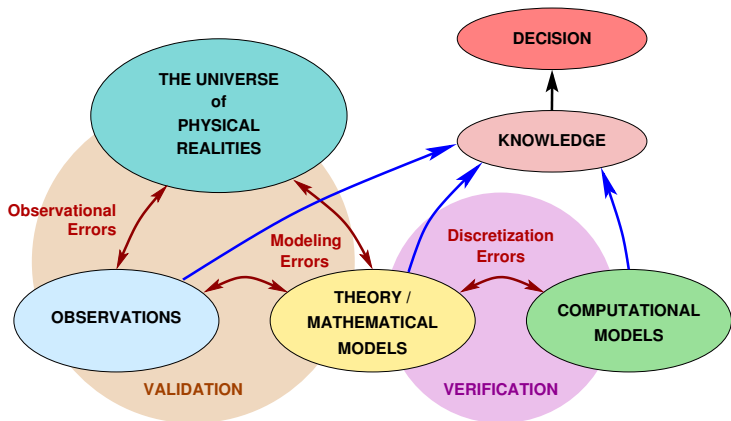 DECISION
THE UNIVERSE
of
PHYSICAL
REALITIES
KNOWLEDGE
Observational
Errors
Modeling
Errors
Discretization
Errors
OBSERVATIONS
THEORY /
MATHEMATICAL
MODELS
COMPUTATIONAL
MODELS
VALIDATION
VERIFICATION